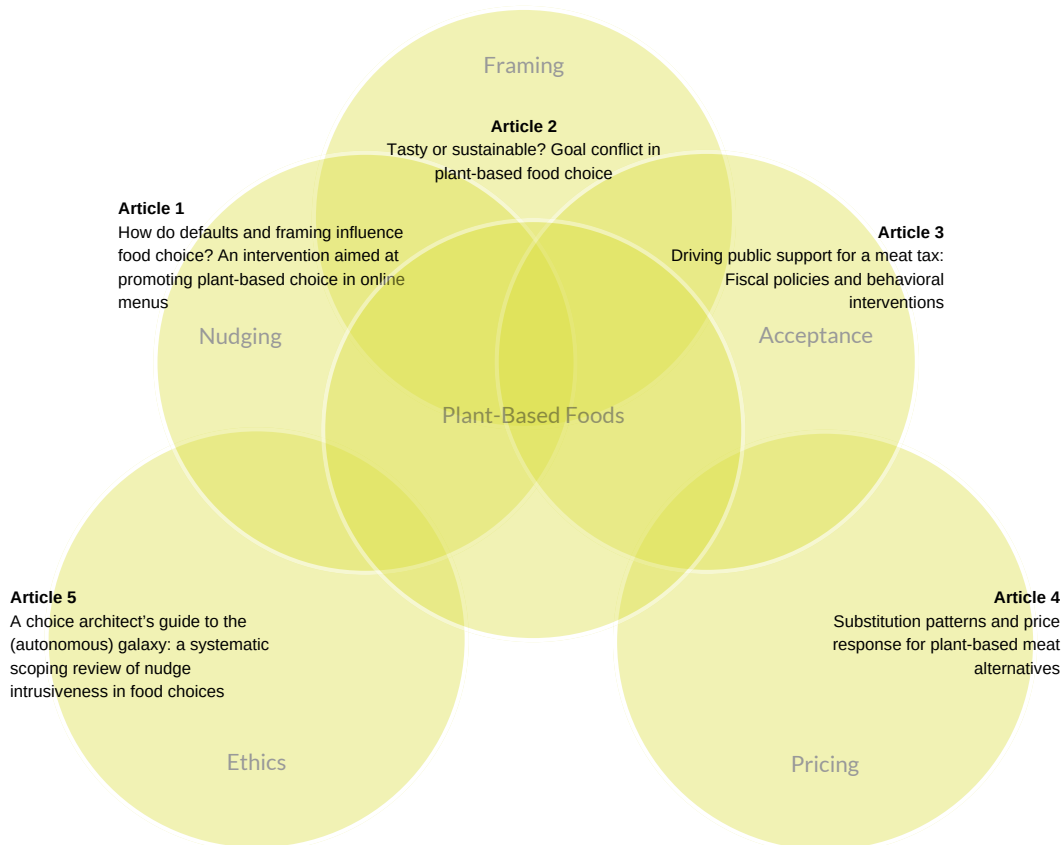 Framing
Article 2
Tasty or sustainable? Goal conflict in
plant-based food choice
Article 1
How do defaults and framing influence
food choice? An intervention aimed at
promoting plant-based choice in online
menus
Nudging
Article 3
Driving public support for a meat tax:
Fiscal policies and behavioral
interventions
Acceptance
Plant-Based Foods
Article 5
A choice architect's guide to the
(autonomous) galaxy: a systematic
scoping review of nudge
intrusiveness in food choices
Ethics
Article 4
Substitution patterns and price
response for plant-based meat
alternatives
Pricing